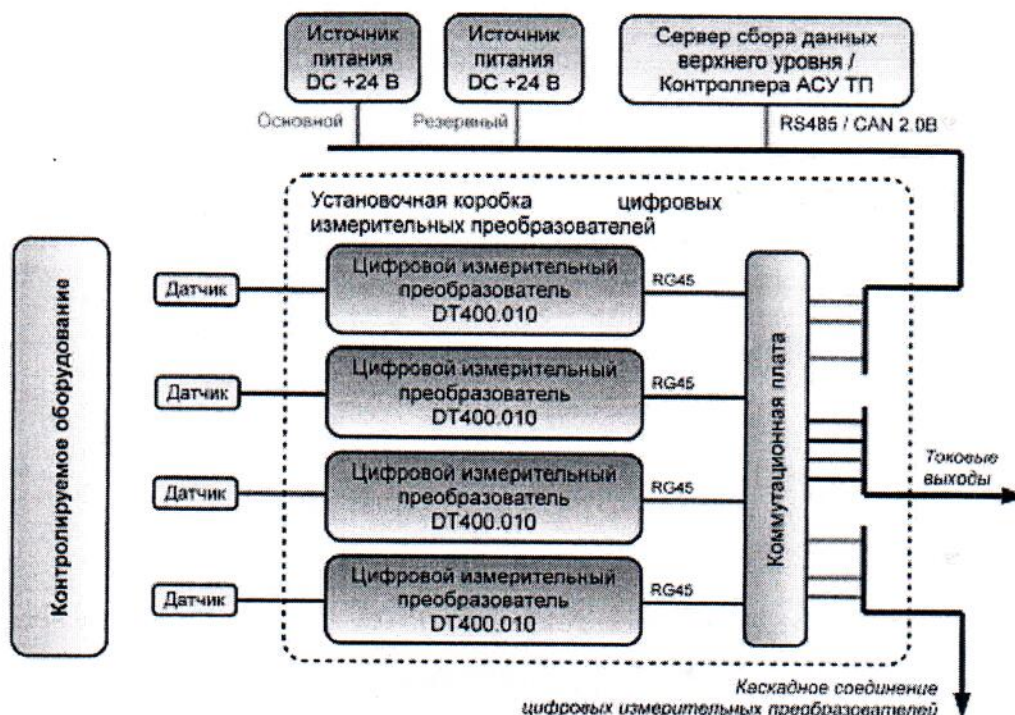 Источник
питания
DC +24 В
Источник
питания
DC +24 В
Сервер сбора данных
верхнего уровня /
Контроллера АСУ ТП
Основной
Резервный
RS485 / CAN 2.0B
Установочная коробка цифровых
измерительных преобразователей
Контролируемое оборудование
Датчик
Цифровой измерительный
преобразователь
DT400.010
RG45
Датчик
Цифровой измерительный
преобразователь
DT400.010
RG45
Датчик
Цифровой измерительный
преобразователь
DT400.010
RG45
Датчик
Цифровой измерительный
преобразователь
DT400.010
RG45
Коммутационная плата
Токовые
выходы
Каскадное соединение
цифровых измерительных преобразователей